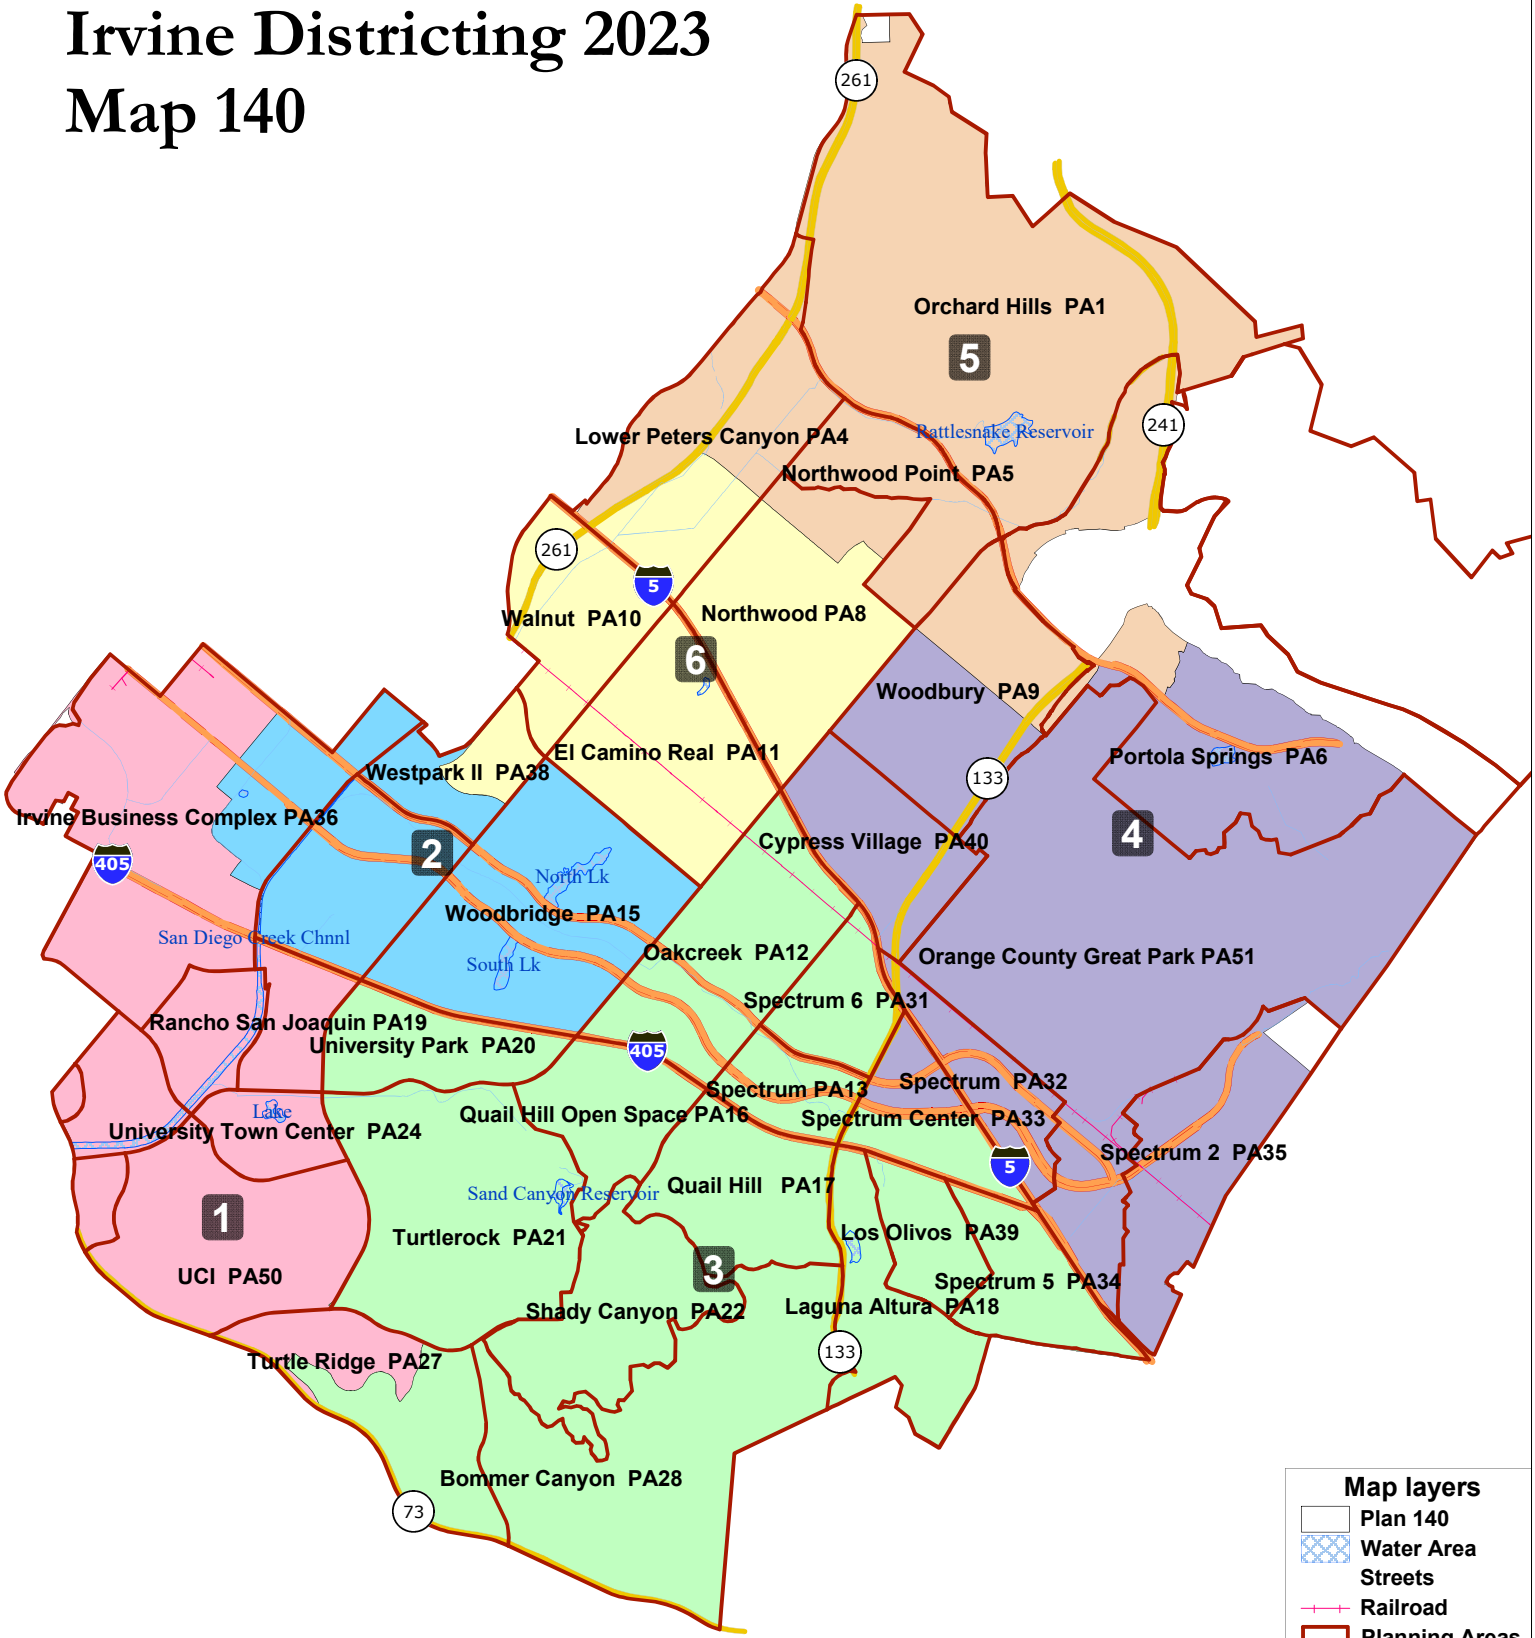 Irvine Districting 2023
Map 140
261
Orchard Hills PA1
5
241
Rattlesnake Reservoir
Lower Peters Canyon PA4
Northwood Point PA5
261
5
Walnut PA10
Northwood PA8
6
Woodbury PA9
El Camino Real PA11
Portola Springs PA6
Westpark II PA38
133
Irvine Business Complex PA36
Cypress Village PA40
4
2
405
North Lk
Woodbridge PA15
San Diego Creek Chnnl
Oakcreek PA12
Orange County Great Park PA51
South Lk
Spectrum 6 PA31
Rancho San Joaquin PA19
University Park PA20
405
Spectrum PA13
Spectrum PA32
Lake
Quail Hill Open Space PA16
Spectrum Center PA33
University Town Center PA24
Spectrum 2 PA35
5
Sand Canyon Reservoir
Quail Hill PA17
1
Turtlerock PA21
Los Olivos PA39
3
UCI PA50
Spectrum 5 PA34
Shady Canyon PA22
Laguna Altura PA18
133
Turtle Ridge PA27
Bommer Canyon PA28
73
Map layers
Plan 140
Water Area
Streets
Railroad
Planning Areas